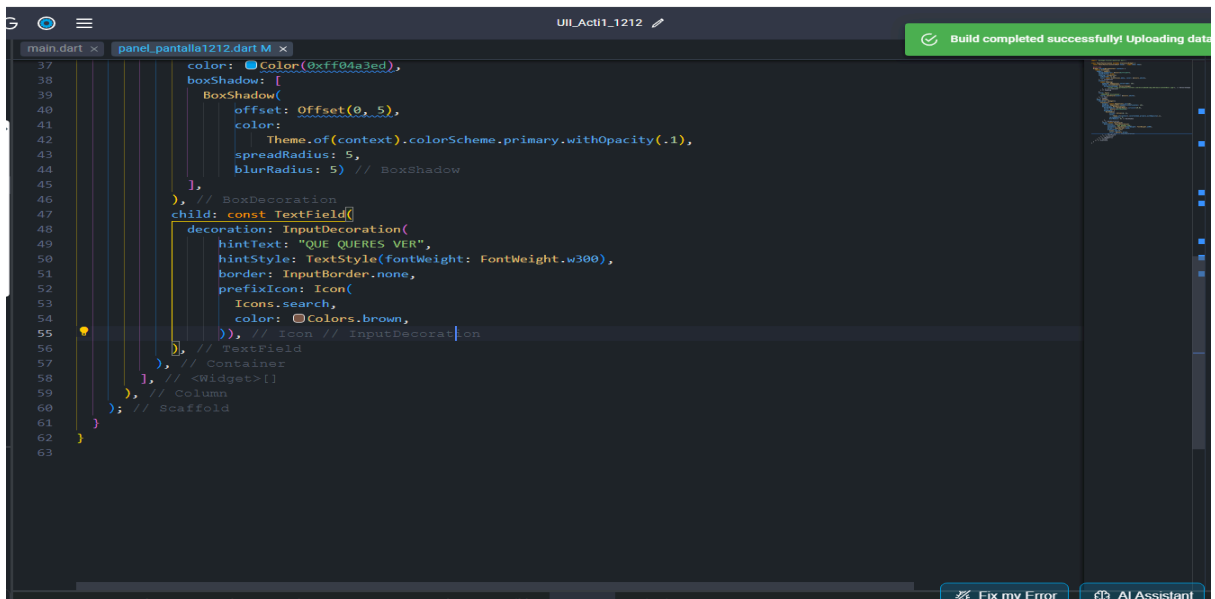 G
UII_Acti1_1212
Build completed successfully! Uploading data
main.dart ×
panel_pantalla1212.dart M ×
37 color: Color(0xff04a3ed),
38 boxShadow: [
39 BoxShadow(
40 offset: Offset(0, 5),
41 color:
42 Theme.of(context).colorScheme.primary.withOpacity(.1),
43 spreadRadius: 5,
44 blurRadius: 5) // BoxShadow
45 ],
46 ), // BoxDecoration
47 child: const TextField(
48 decoration: InputDecoration(
49 hintText: "QUE QUERES VER",
50 hintStyle: TextStyle(fontWeight: FontWeight.w300),
51 border: InputBorder.none,
52 prefixIcon: Icon(
53 Icons.search,
54 color: Colors.brown,
55 )), // Icon // InputDecoration
56 ), // TextField
57 ), // Container
58 ], // <Widget>[]
59 ), // Column
60 ); // Scaffold
61 }
62 }
63
Fix my Error
AI Assistant